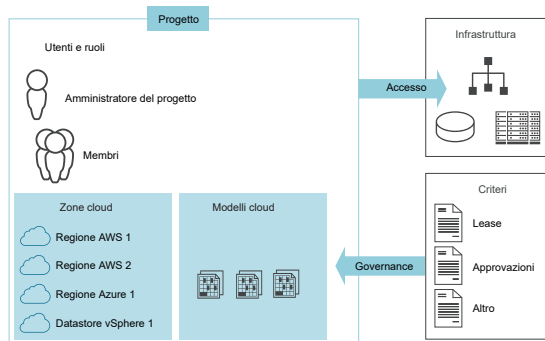 Progetto
Utenti e ruoli
Amministratore del progetto
Membri
Zone cloud
Regione AWS 1
Regione AWS 2
Regione Azure 1
Datastore vSphere 1
Modelli cloud
Accesso
Governance
Infrastruttura
Criteri
Lease
Approvazioni
Altro